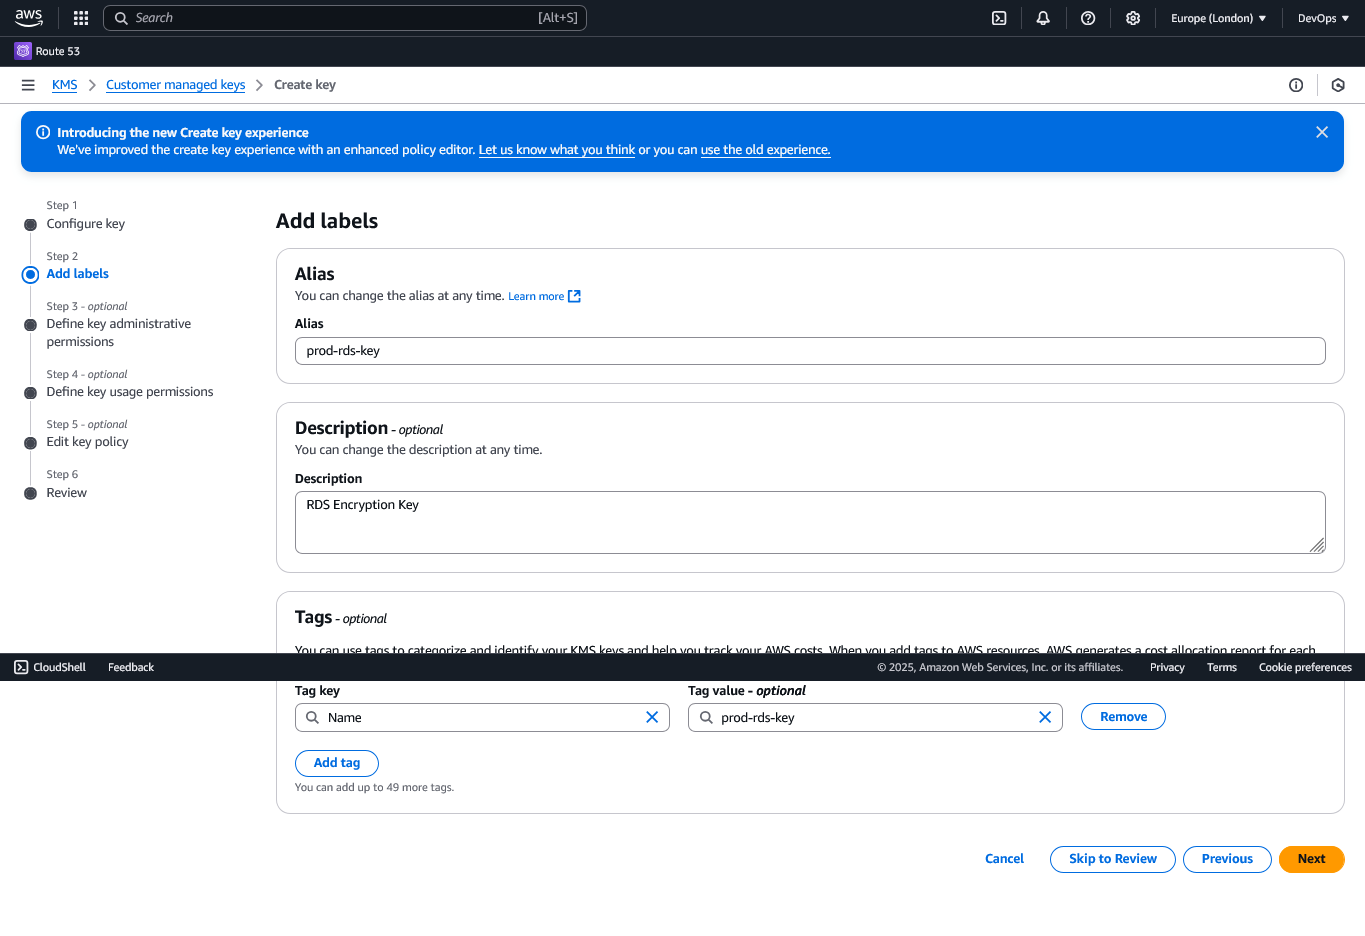 aws
Search
[Alt+S]
Europe (London)
DevOps
Route 53
KMS
Customer managed keys
Create key
Introducing the new Create key experience
We've improved the create key experience with an enhanced policy editor. Let us know what you think or you can use the old experience.
Step 1
Configure key
Step 2
Add labels
Step 3 - optional
Define key administrative
permissions
Step 4 - optional
Define key usage permissions
Step 5 - optional
Edit key policy
Step 6
Review
Add labels
Alias
You can change the alias at any time. Learn more
Alias
prod-rds-key
Description - optional
You can change the description at any time.
Description
RDS Encryption Key
Tags - optional
You can use tags to categorize and identify your KMS keys and help you track your AWS costs. When you add tags to AWS resources, AWS generates a cost allocation report for each
CloudShell
Feedback
© 2025, Amazon Web Services, Inc. or its affiliates.
Privacy
Terms
Cookie preferences
Tag key
Tag value - optional
Name
prod-rds-key
Remove
Add tag
You can add up to 49 more tags.
Cancel
Skip to Review
Previous
Next